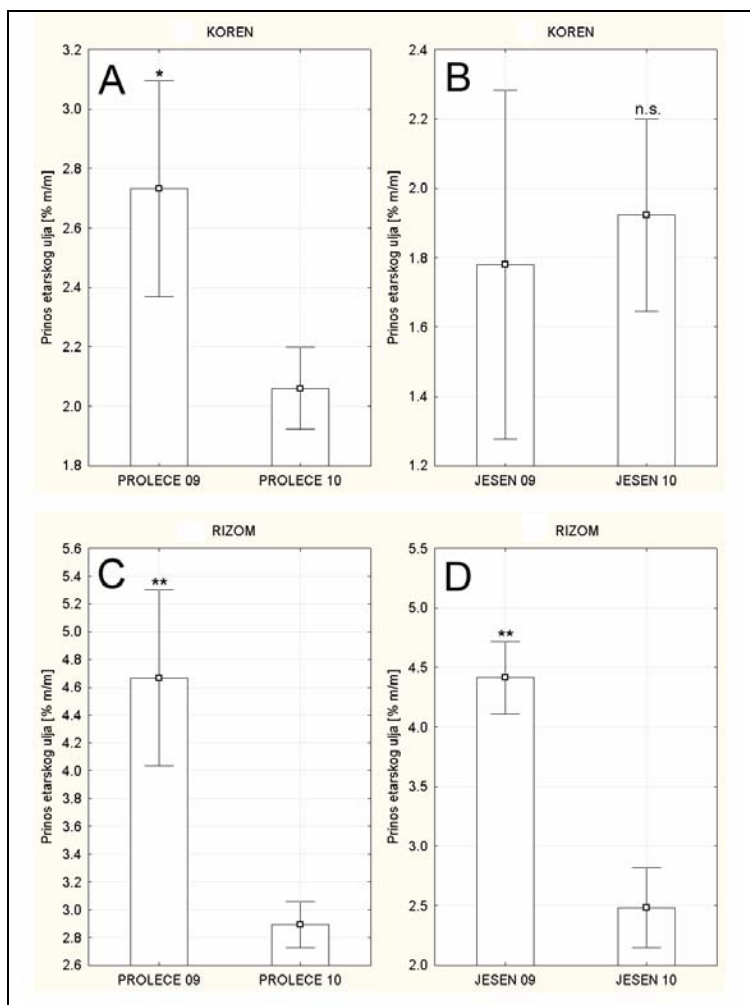 KOREN
A
*
Prinos etarskog ulja [% m/m]
3.2
3.0
2.8
2.6
2.4
2.2
2.0
1.8
PROLECE 09 PROLECE 10
KOREN
B
n.s.
Prinos etarskog ulja [% m/m]
2.4
2.2
2.0
1.8
1.6
1.4
1.2
JESEN 09 JESEN 10
RIZOM
C
**
Prinos etarskog ulja [% m/m]
5.6
5.4
5.2
5.0
4.8
4.6
4.4
4.2
4.0
3.8
3.6
3.4
3.2
3.0
2.8
2.6
PROLECE 09 PROLECE 10
RIZOM
D
**
Prinos etarskog ulja [% m/m]
5.5
5.0
4.5
4.0
3.5
3.0
2.5
2.0
JESEN 09 JESEN 10